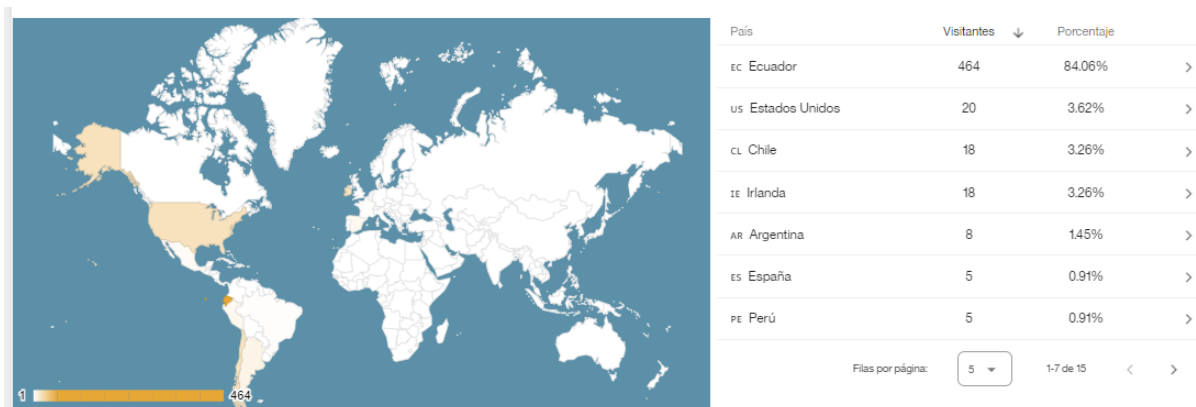 País Visitantes Porcentaje
EC Ecuador 464 84.06%
US Estados Unidos 20 3.62%
CL Chile 18 3.26%
IE Irlanda 18 3.26%
AR Argentina 8 1.45%
ES España 5 0.91%
PE Perú 5 0.91%
Filas por página: 5 1-7 de 15
1 464